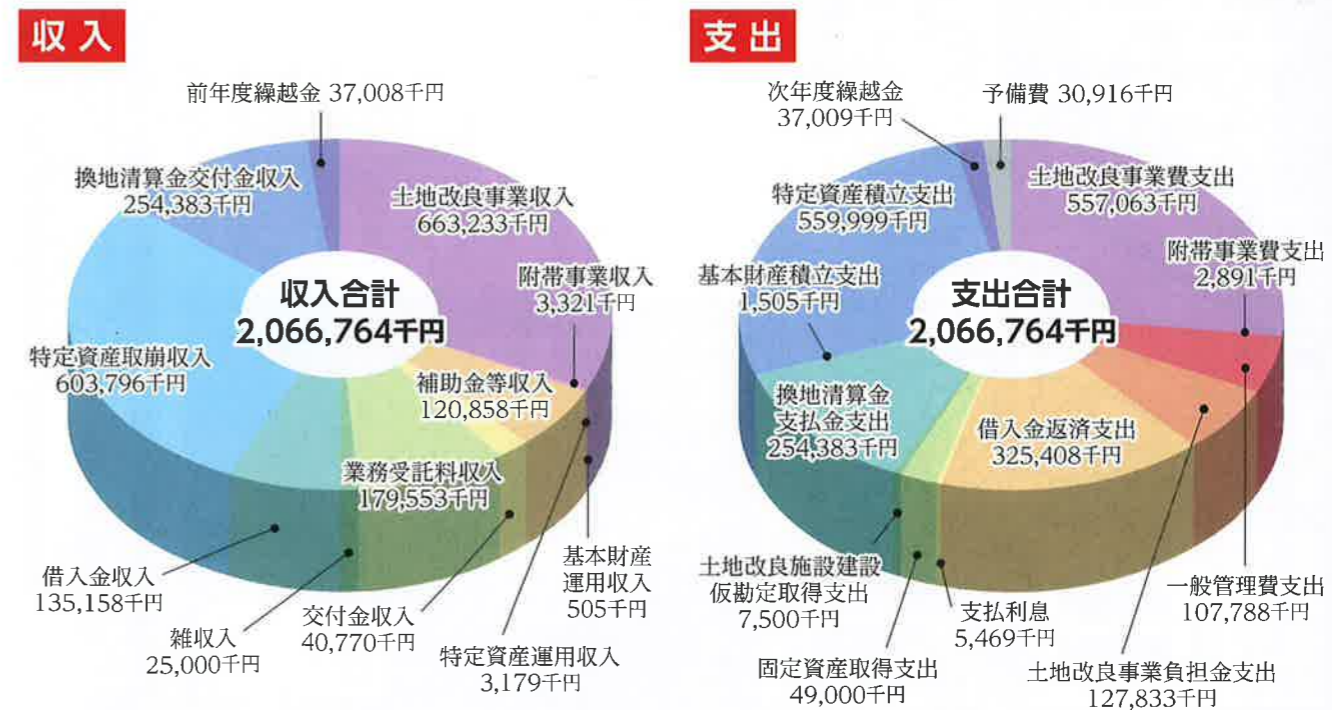 収入
前年度繰越金 37,008千円
換地清算金交付金収入
254,383千円
土地改良事業収入
663,233千円
附帯事業収入
3,321千円
収入合計
2,066,764千円
特定資産取崩収入
603,796千円
補助金等収入
120,858千円
業務受託料収入
179,553千円
基本財産
運用収入
505千円
借入金収入
135,158千円
交付金収入
40,770千円
雑収入
25,000千円
特定資産運用収入
3,179千円
支出
次年度繰越金
37,009千円
予備費 30,916千円
特定資産積立支出
559,999千円
土地改良事業費支出
557,063千円
附帯事業費支出
2,891千円
基本財産積立支出
1,505千円
支出合計
2,066,764千円
換地清算金
支払金支出
254,383千円
借入金返済支出
325,408千円
土地改良施設建設
仮勘定取得支出
7,500千円
支払利息
5,469千円
一般管理費支出
107,788千円
固定資産取得支出
49,000千円
土地改良事業負担金支出
127,833千円